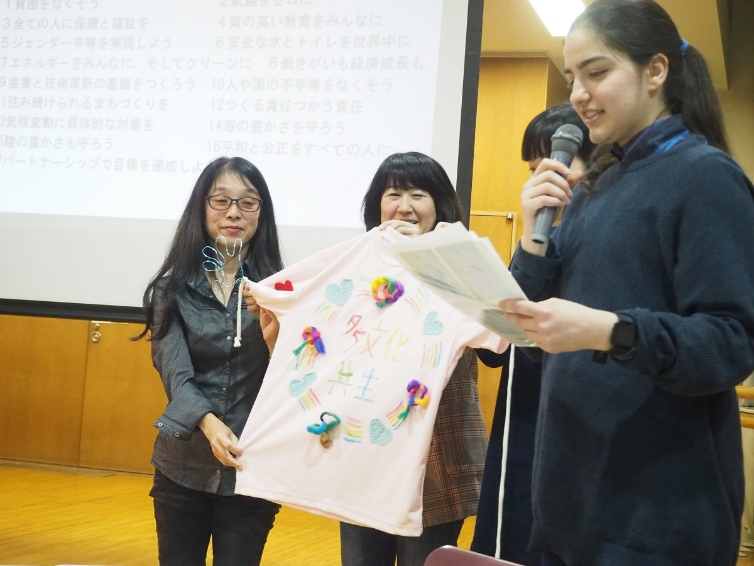 1貧困をなくそう 2飢餓をゼロに
3全ての人に保健と福祉を 4質の高い教育をみんなに
5ジェンダー平等を実現しよう 6安全な水とトイレを世界中に
7エネルギーをみんなに、そしてクリーンに 8働きがいも経済成長も
9産業と技術革新の基盤をつくろう 10人や国の不平等をなくそう
1住み続けられるまちづくりを 12つくる責任つかう責任
3気候変動に具体的な対策を 14海の豊かさを守ろう
陸の豊かさも守ろう 16平和と公正をすべての人に
パートナーシップで目標を達成しよ
多文化
共生